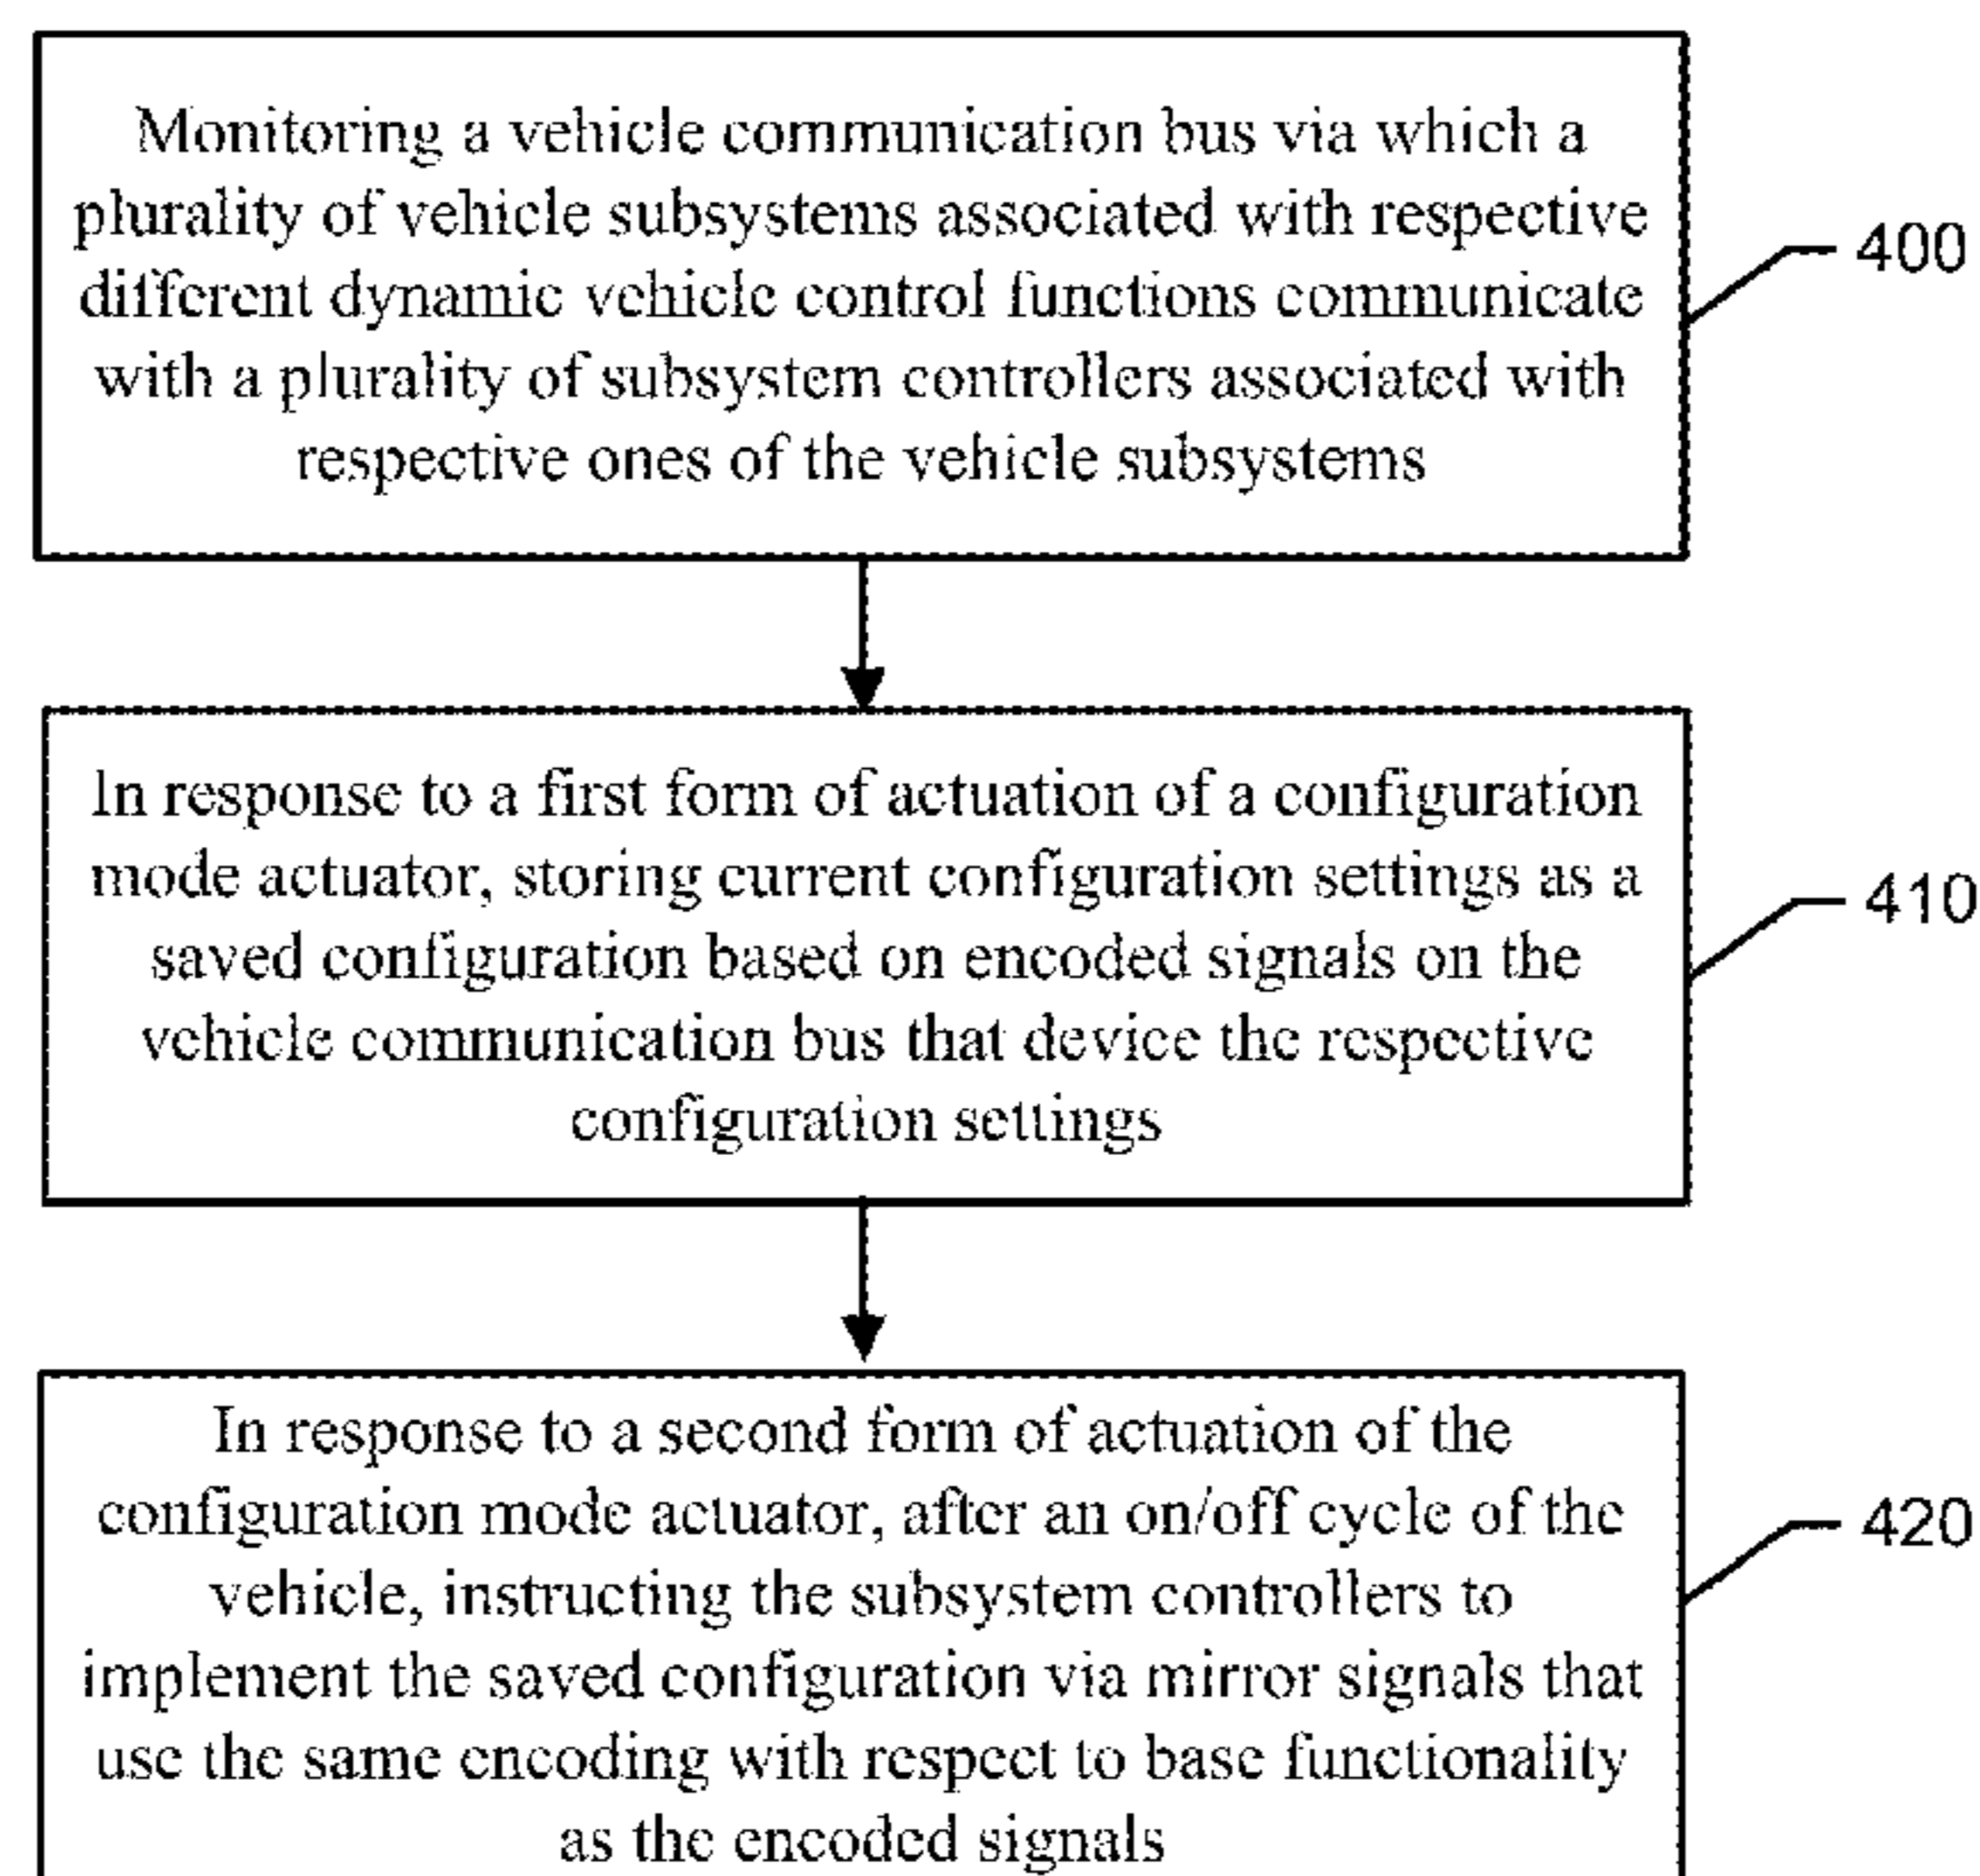 Monitoring a vehicle communication bus via which a
plurality of vehicle subsystems associated with respective
different dynamic vehicle control functions communicate
with a plurality of subsystem controllers associated with
respective ones of the vehicle subsystems
400
In response to a first form of actuation of a configuration
mode actuator, storing current configuration settings as a
saved configuration based on encoded signals on the
vehicle communication bus that device the respective
configuration settings
410
In response to a second form of actuation of the
configuration mode actuator, after an on/off cycle of the
vehicle, instructing the subsystem controllers to
implement the saved configuration via mirror signals that
use the same encoding with respect to base functionality
as the encoded signals
420